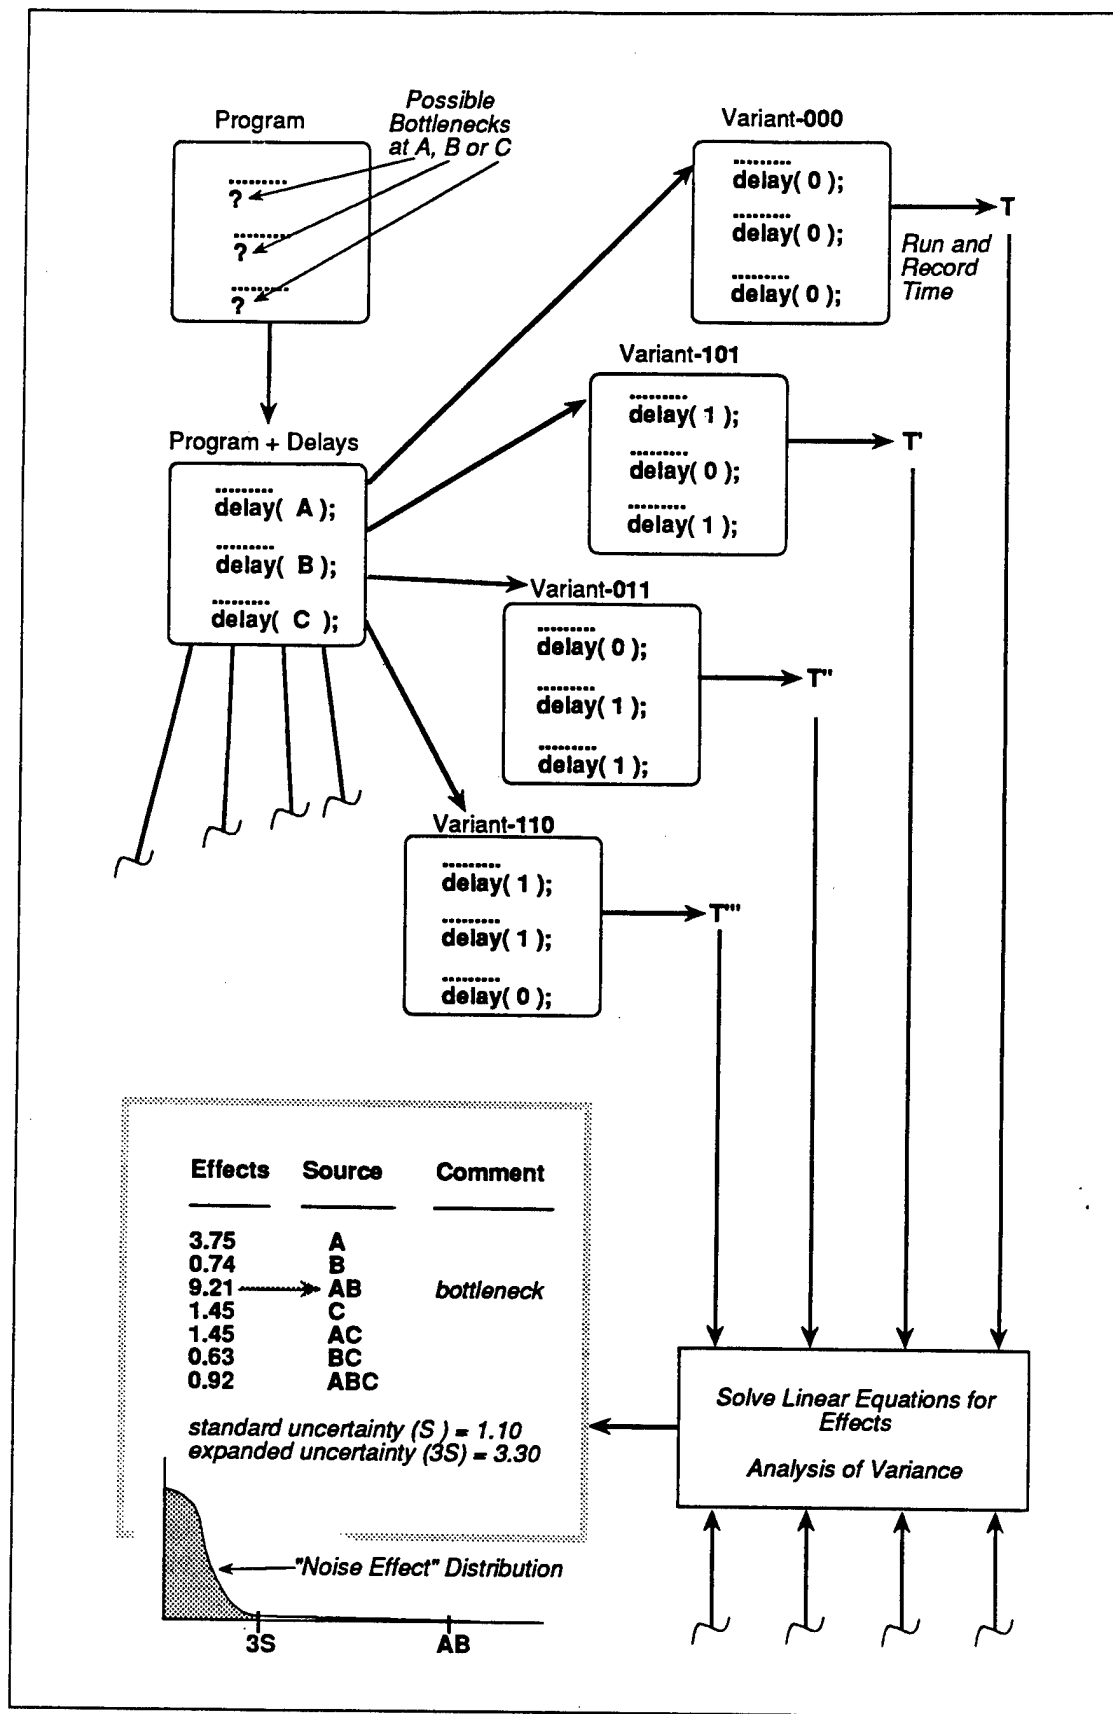 Program
Possible
Bottlenecks
at A, B or C
?
?
?
Variant-000
delay( 0 );
delay( 0 );
delay( 0 );
T
Run and
Record
Time
Variant-101
delay( 1 );
delay( 0 );
delay( 1 );
T'
Program + Delays
delay( A );
delay( B );
delay( C );
Variant-011
delay( 0 );
delay( 1 );
delay( 1 );
T''
Variant-110
delay( 1 );
delay( 1 );
delay( 0 );
T'''
Effects Source Comment
3.75 A
0.74 B
9.21 AB bottleneck
1.45 C
1.45 AC
0.63 BC
0.92 ABC
standard uncertainty (S ) = 1.10
expanded uncertainty (3S) = 3.30
"Noise Effect" Distribution
3S AB
Solve Linear Equations for
Effects
Analysis of Variance